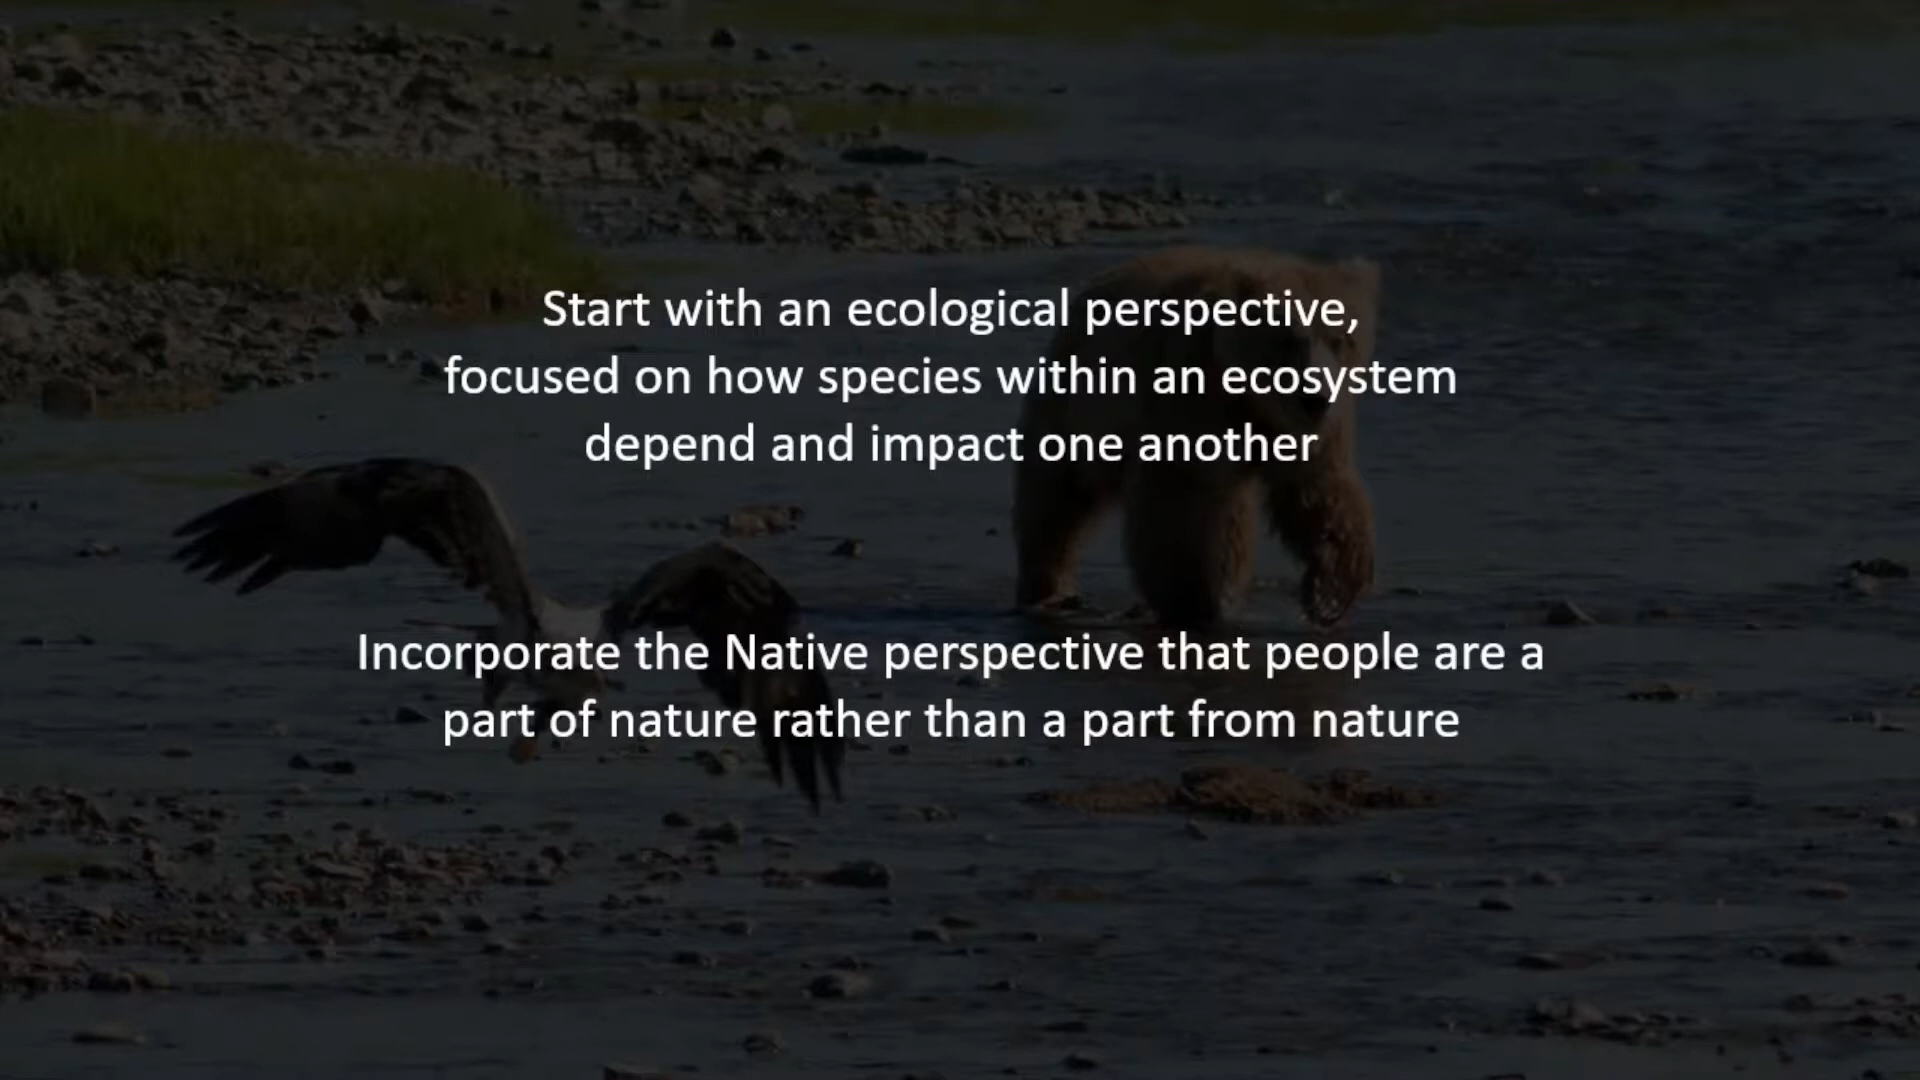 Start with an ecological perspective,
focused on how species within an ecosystem
depend and impact one another
Incorporate the Native perspective that people are a
part of nature rather than a part from nature